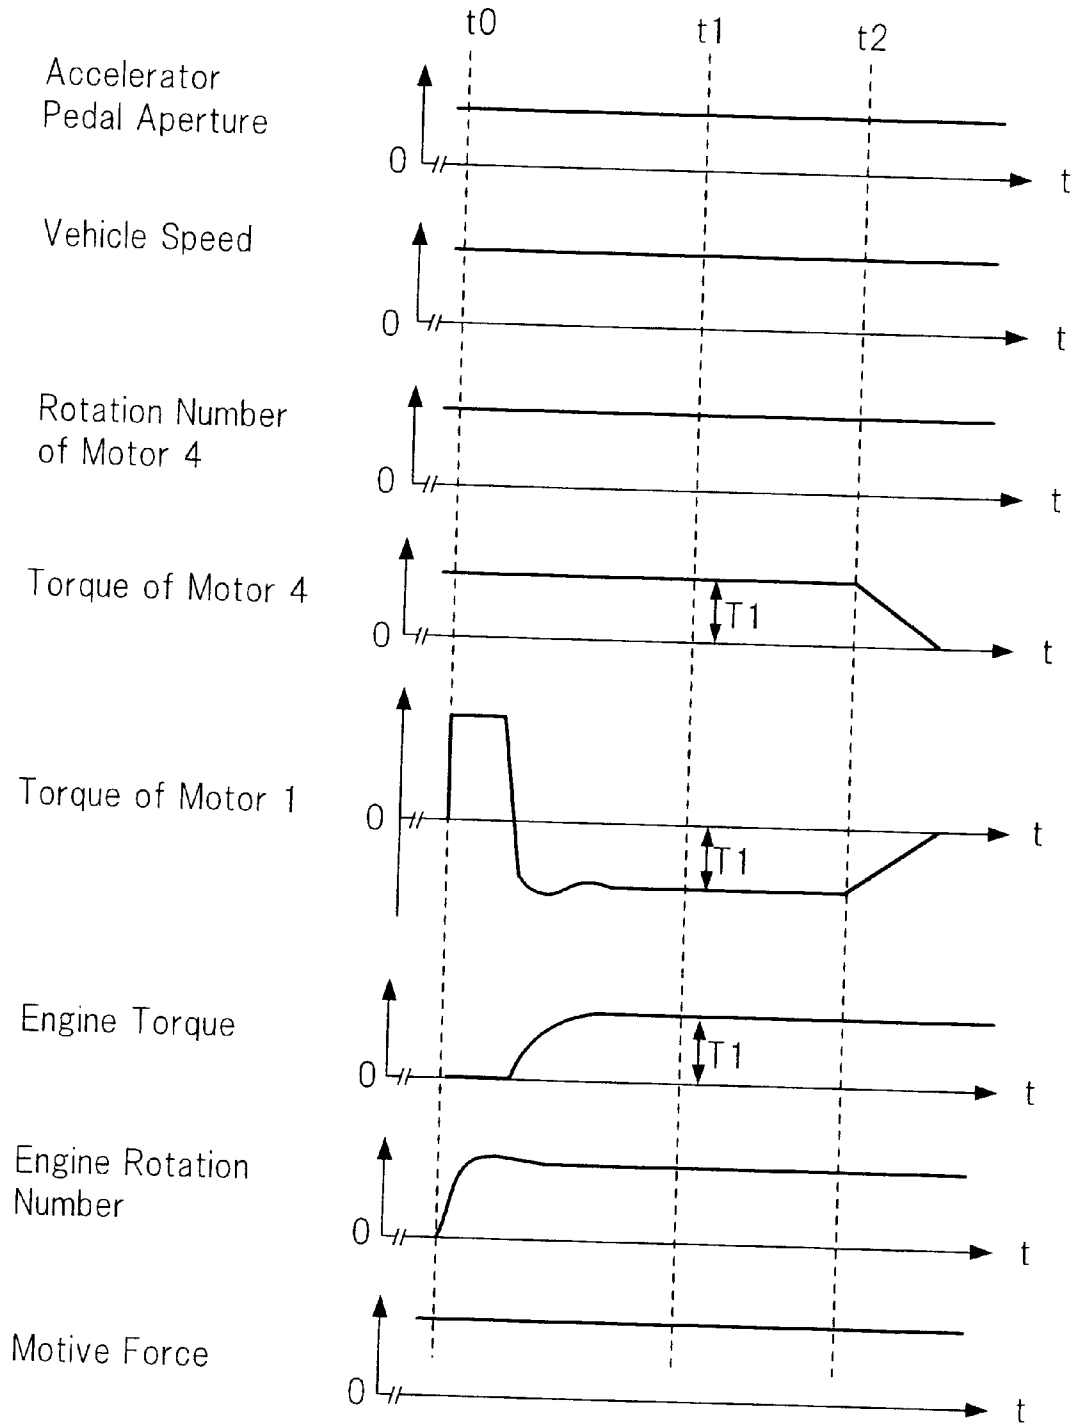 t0 t1 t2
Accelerator
Pedal Aperture
0 t
Vehicle Speed
0 t
Rotation Number
of Motor 4
0 t
Torque of Motor 4
T1
0 t
Torque of Motor 1
0 t
T1
Engine Torque
T1
0 t
Engine Rotation
Number
0 t
Motive Force
0 t